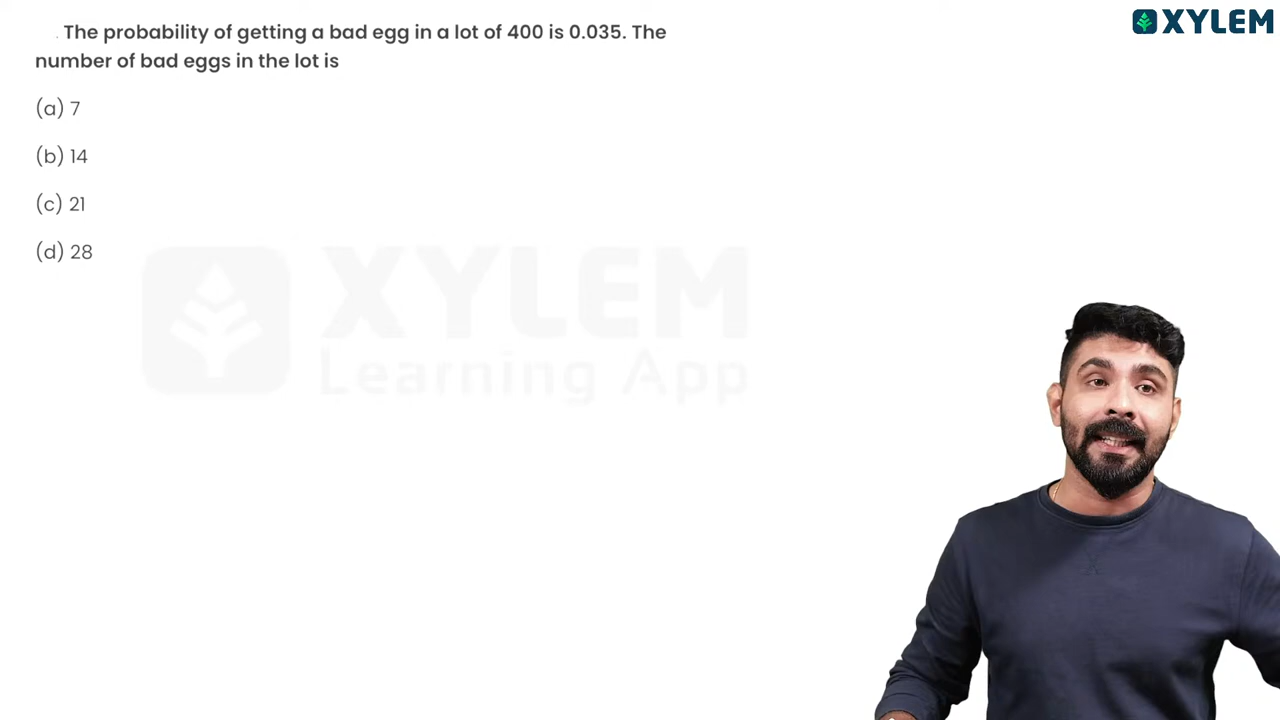 XYLEM
The probability of getting a bad egg in a lot of 400 is 0.035. The
number of bad eggs in the lot is
(a) 7
(b) 14
(c) 21
(d) 28
XYLEM
Learning App